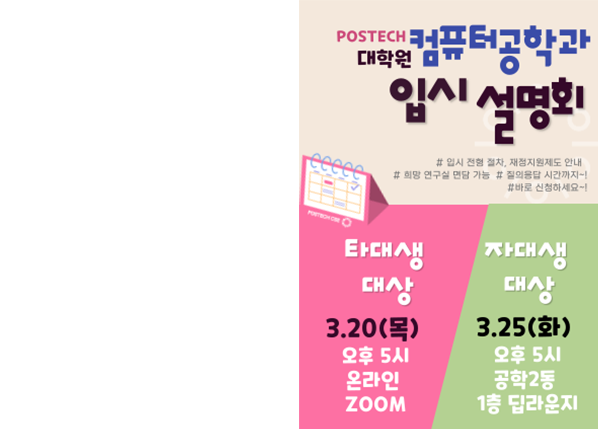 POSTECH 컴퓨터공학과
대학원
입시 설명회
# 입시 전형 절차, 재정지원제도 안내
# 희망 연구실 면담 가능 # 질의응답 시간까지~!
#바로 신청하세요~!
POSTECH CSE
타대생
대상
3.20(목)
오후 5시
온라인
ZOOM
자대생
대상
3.25(화)
오후 5시
공학2동
1층 딥라운지